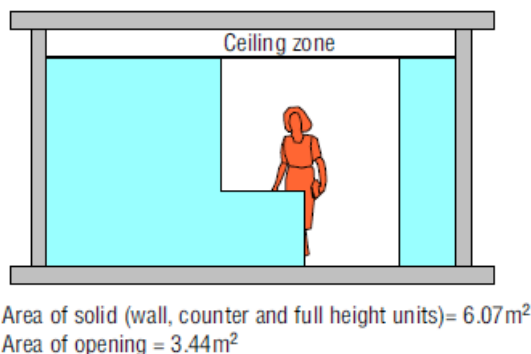 Ceiling zone
Area of solid (wall, counter and full height units)= 6.07m²
Area of opening = 3.44m²